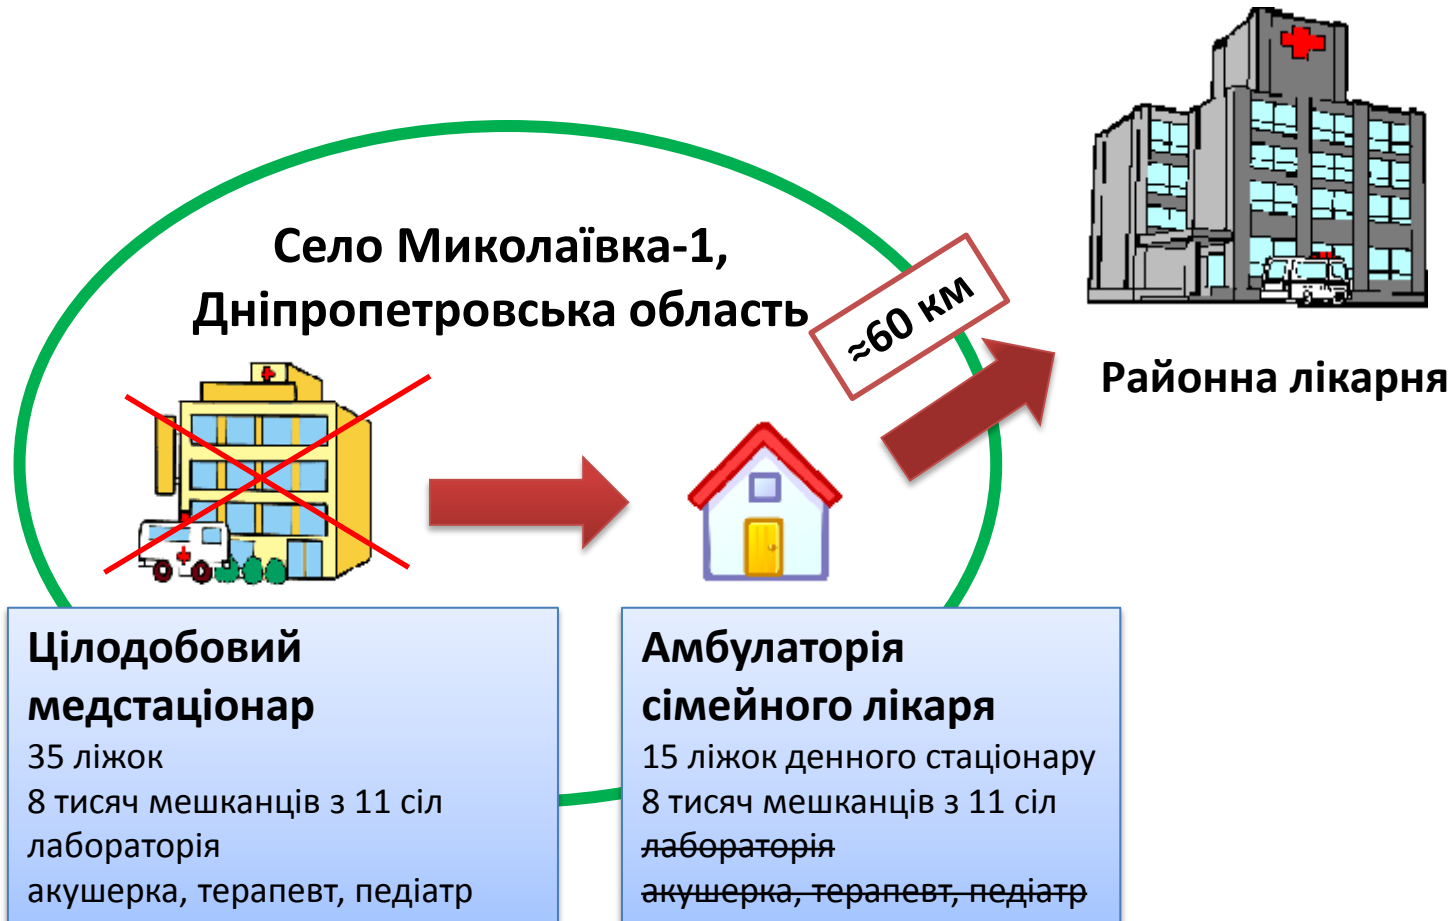 Село Миколаївка-1,
Дніпропетровська область
≈60 км
Районна лікарня
Цілодобовий
медстаціонар
35 ліжок
8 тисяч мешканців з 11 сіл
лабораторія
акушерка, терапевт, педіатр
Амбулаторія
сімейного лікаря
15 ліжок денного стаціонару
8 тисяч мешканців з 11 сіл
лабораторія
акушерка, терапевт, педіатр